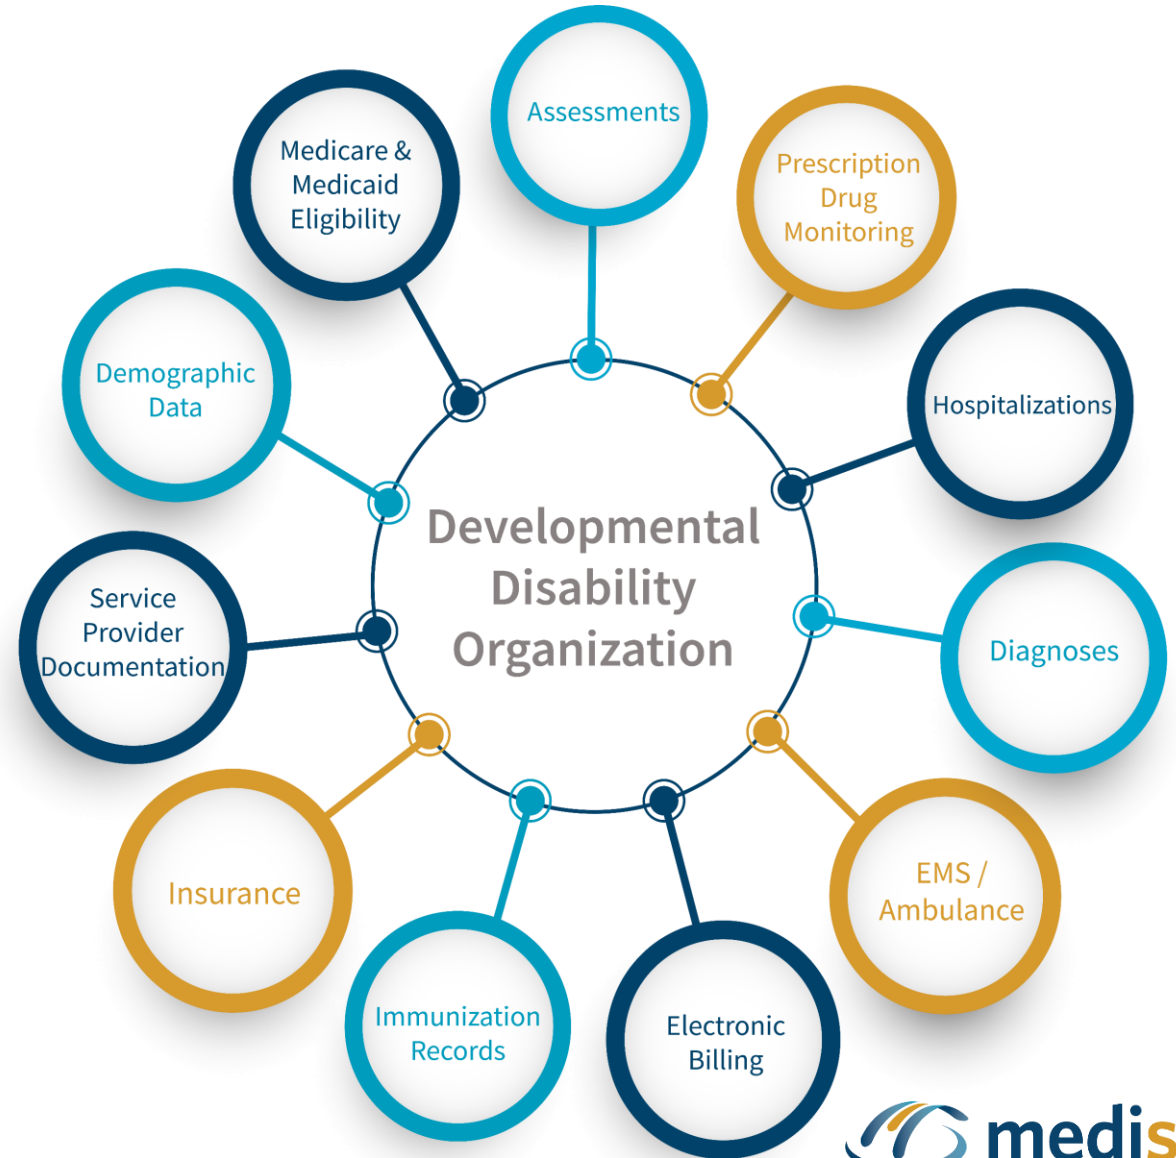 Assessments
Prescription
Drug
Monitoring
Hospitalizations
Diagnoses
EMS /
Ambulance
Electronic
Billing
Immunization
Records
Insurance
Service
Provider
Documentation
Demographic
Data
Medicare &
Medicaid
Eligibility
Developmental
Disability
Organization
medis